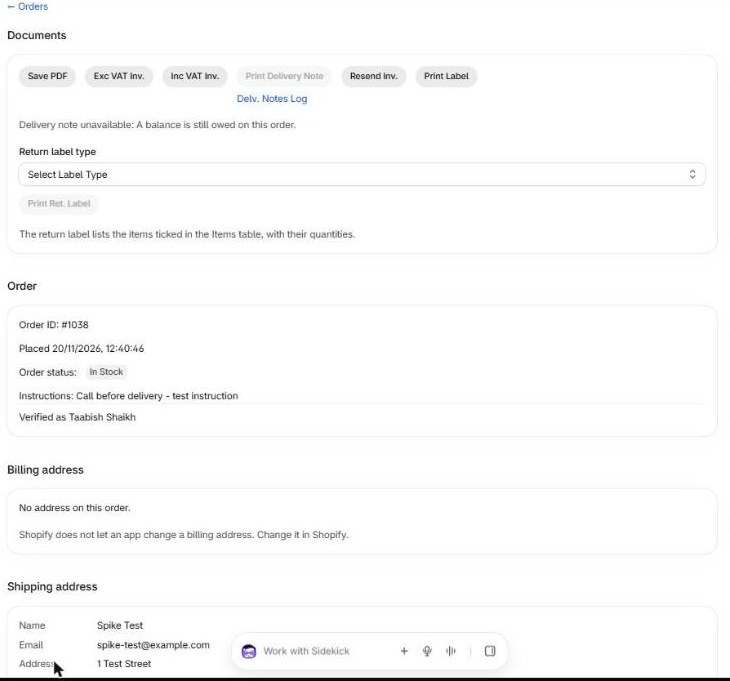 ← Orders
Documents
Save PDF Exc VAT Inv. Inc VAT Inv. Print Delivery Note Resend Inv. Print Label
Delv. Notes Log
Delivery note unavailable: A balance is still owed on this order.
Return label type
Select Label Type
Print Ret. Label
The return label lists the items ticked in the Items table, with their quantities.
Order
Order ID: #1038
Placed 20/11/2026, 12:40:46
Order status: In Stock
Instructions: Call before delivery - test instruction
Verified as Taabish Shaikh
Billing address
No address on this order.
Shopify does not let an app change a billing address. Change it in Shopify.
Shipping address
Name Spike Test
Email spike-test@example.com
Address 1 Test Street
Work with Sidekick